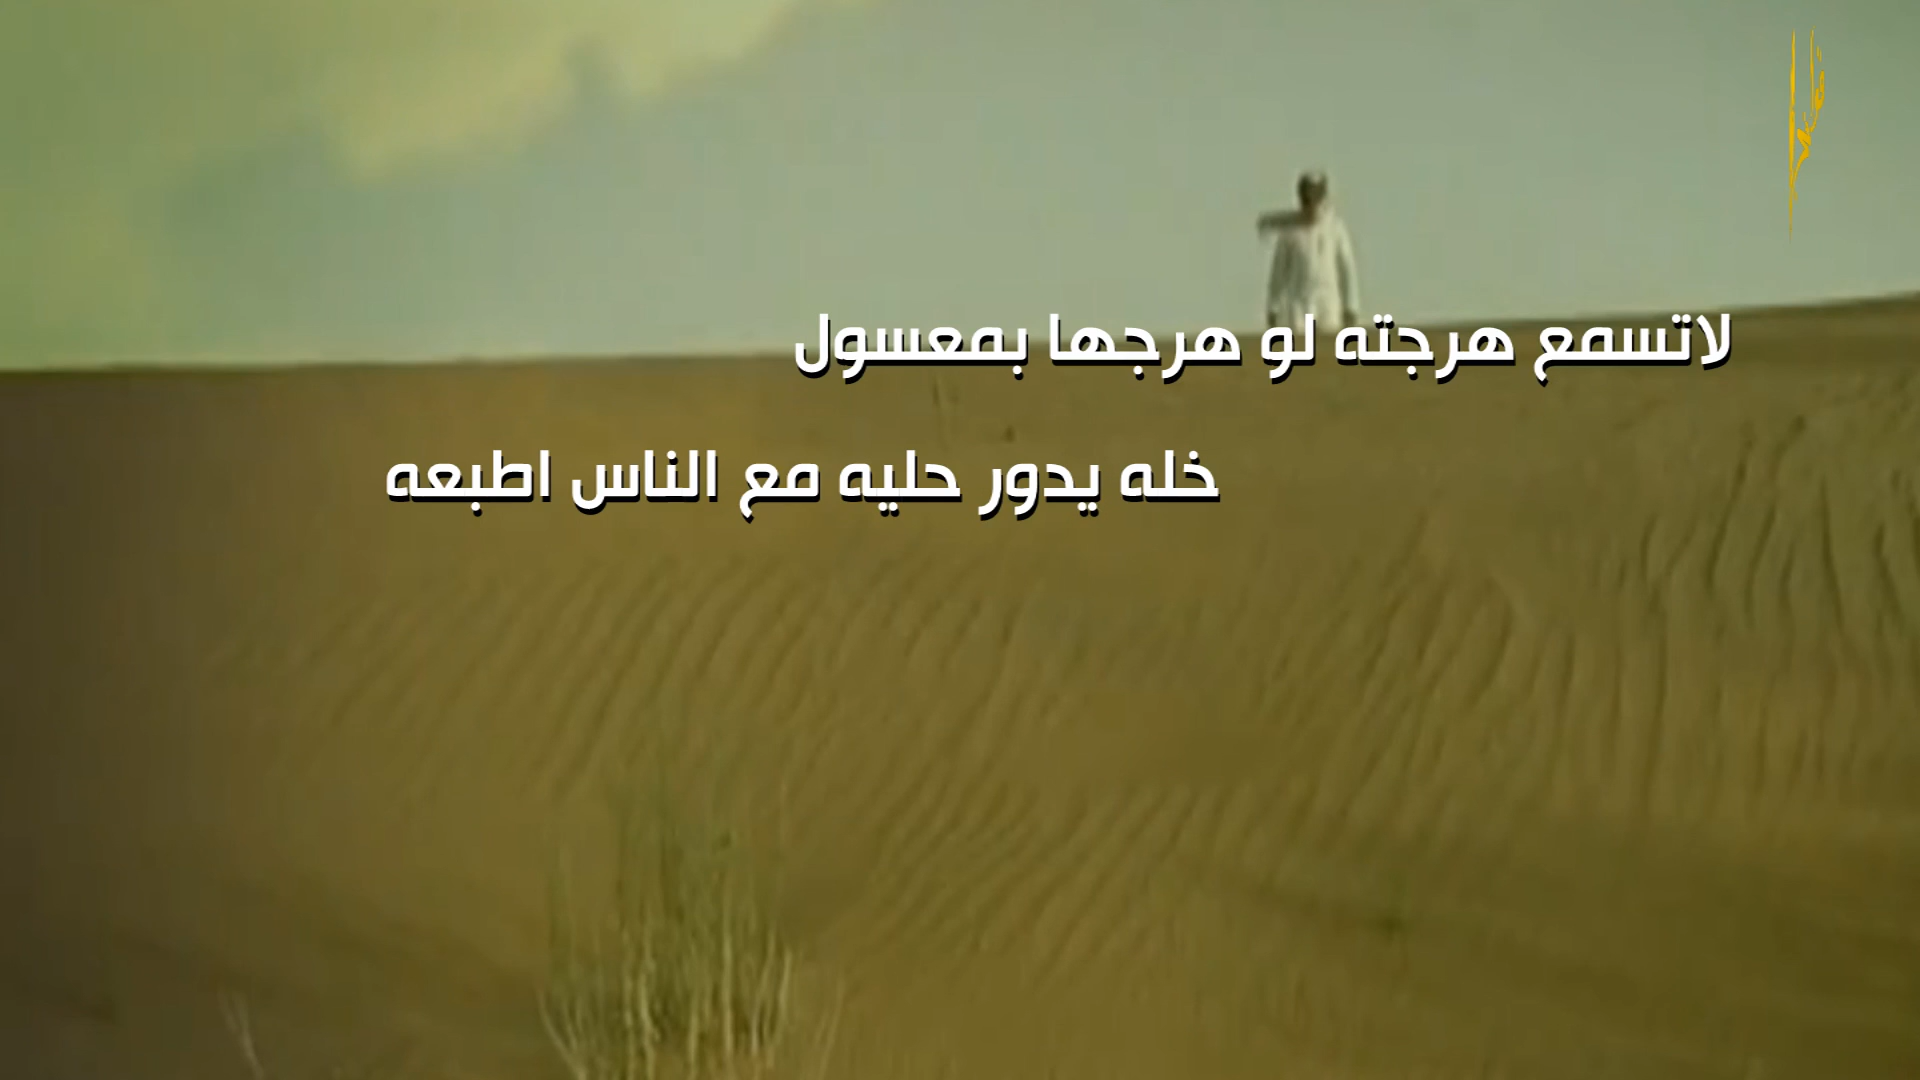 لاتسمع هرجته لو هرجها بمعسول
خله يدور حليه مع الناس اطبعه